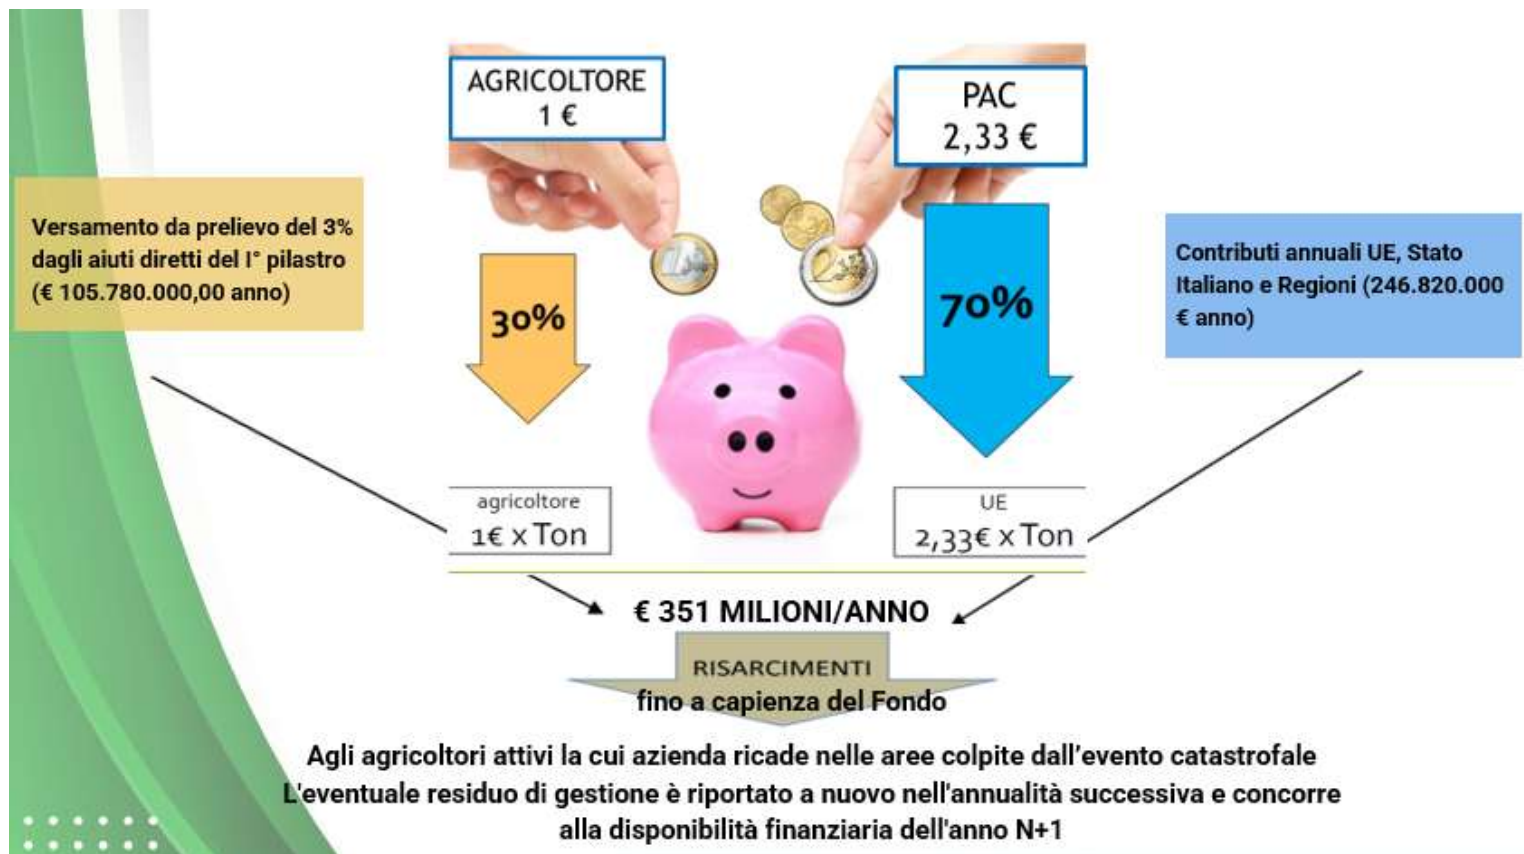 AGRICOLTORE
1 €
PAC
2,33 €
Versamento da prelievo del 3%
dagli aiuti diretti del I° pilastro
(€ 105.780.000,00 anno)
30%
70%
Contributi annuali UE, Stato
Italiano e Regioni (246.820.000
€ anno)
agricoltore
1€ x Ton
UE
2,33€ x Ton
€ 351 MILIONI/ANNO
RISARCIMENTI
fino a capienza del Fondo
Agli agricoltori attivi la cui azienda ricade nelle aree colpite dall'evento catastrofale
L'eventuale residuo di gestione è riportato a nuovo nell'annualità successiva e concorre
alla disponibilità finanziaria dell'anno N+1